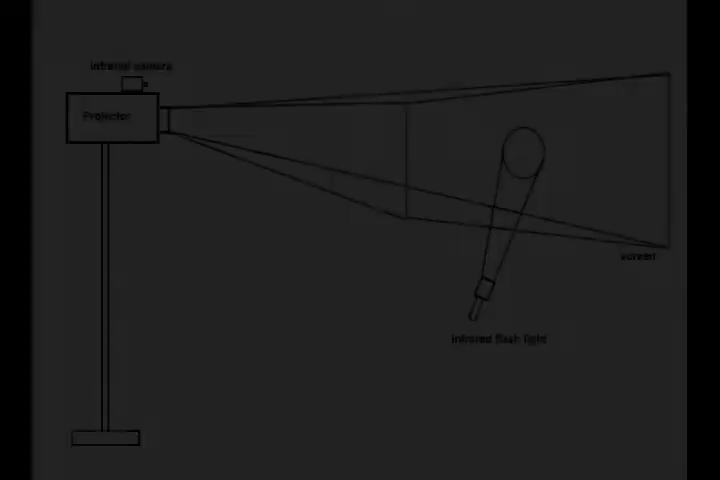 infrared camera
Projector
screen
infrared flash light